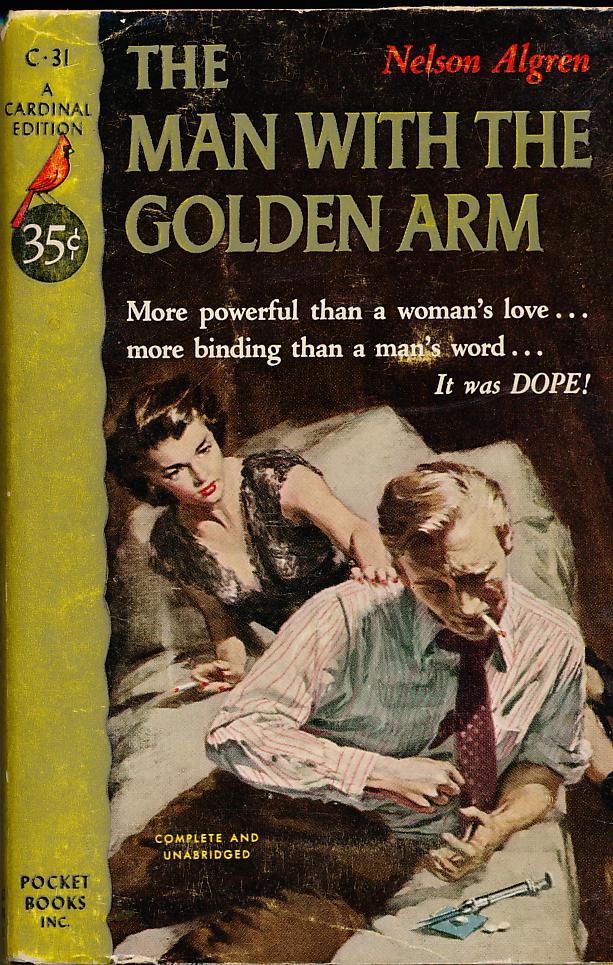 C·31
A
CARDINAL
EDITION
35¢
THE
Nelson Algren
MAN WITH THE
GOLDEN ARM
More powerful than a woman's love...
more binding than a man's word...
It was DOPE!
COMPLETE AND
UNABRIDGED
POCKET
BOOKS
INC.